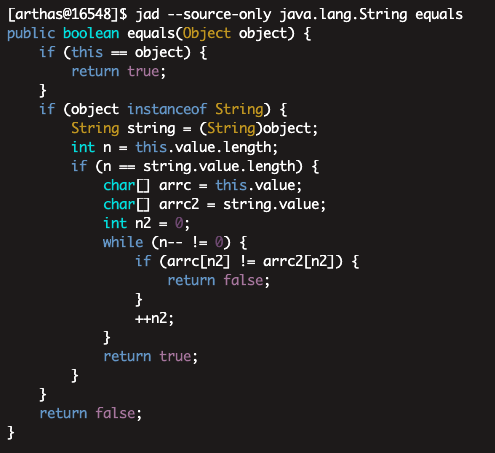 [arthas@16548]$ jad --source-only java.lang.String equals
public boolean equals(Object object) {
    if (this == object) {
        return true;
    }
    if (object instanceof String) {
        String string = (String)object;
        int n = this.value.length;
        if (n == string.value.length) {
            char[] arrc = this.value;
            char[] arrc2 = string.value;
            int n2 = 0;
            while (n-- != 0) {
                if (arrc[n2] != arrc2[n2]) {
                    return false;
                }
                ++n2;
            }
            return true;
        }
    }
    return false;
}